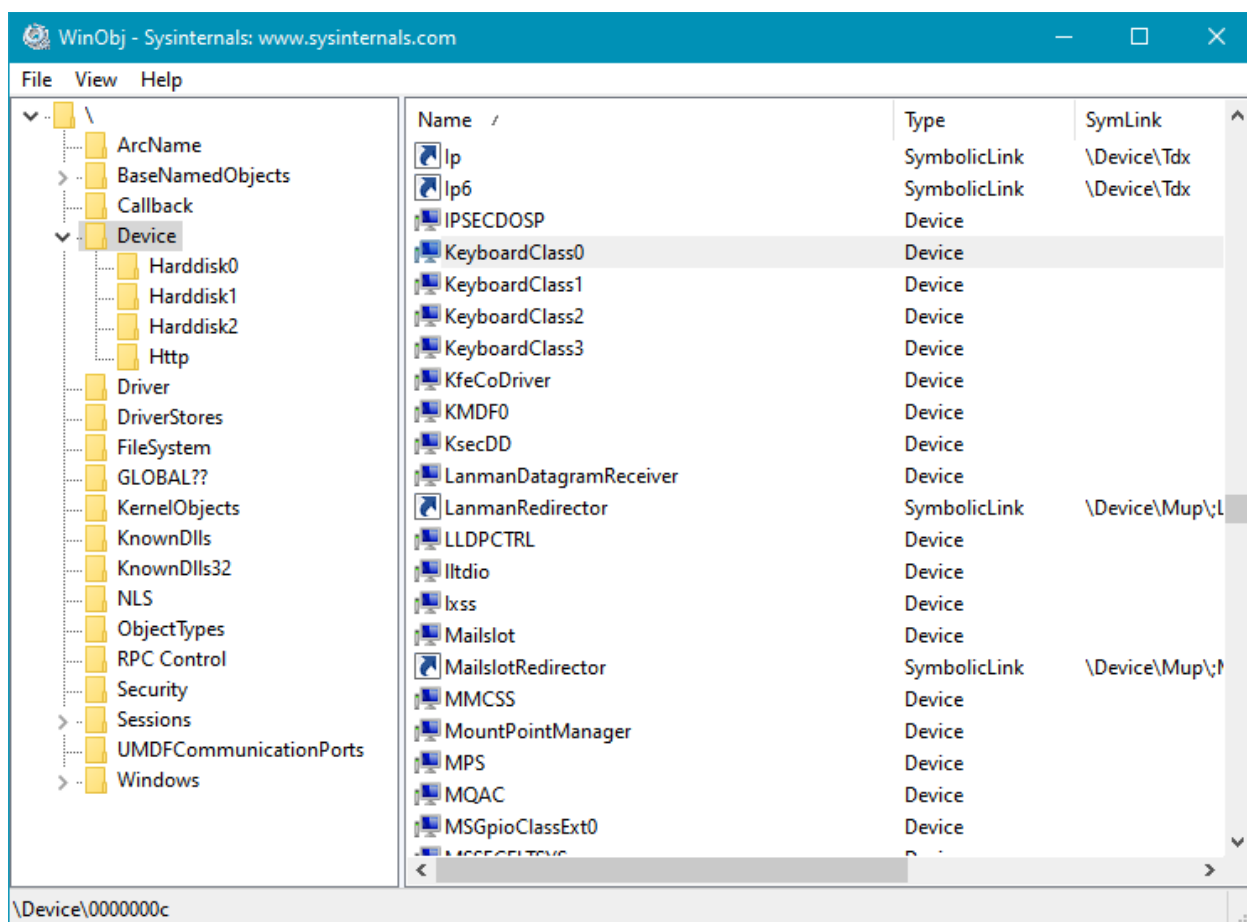 WinObj - Sysinternals: www.sysinternals.com
File View Help
\
ArcName
BaseNamedObjects
Callback
Device
Harddisk0
Harddisk1
Harddisk2
Http
Driver
DriverStores
FileSystem
GLOBAL??
KernelObjects
KnownDlls
KnownDlls32
NLS
ObjectTypes
RPC Control
Security
Sessions
UMDFCommunicationPorts
Windows
Name Type SymLink
Ip SymbolicLink \Device\Tdx
Ip6 SymbolicLink \Device\Tdx
IPSECDOSP Device
KeyboardClass0 Device
KeyboardClass1 Device
KeyboardClass2 Device
KeyboardClass3 Device
KfeCoDriver Device
KMDF0 Device
KsecDD Device
LanmanDatagramReceiver Device
LanmanRedirector SymbolicLink \Device\Mup\;L
LLDPCTRL Device
lltdio Device
lxss Device
Mailslot Device
MailslotRedirector SymbolicLink \Device\Mup\;
MMCSS Device
MountPointManager Device
MPS Device
MQAC Device
MSGpioClassExt0 Device
\Device\0000000c